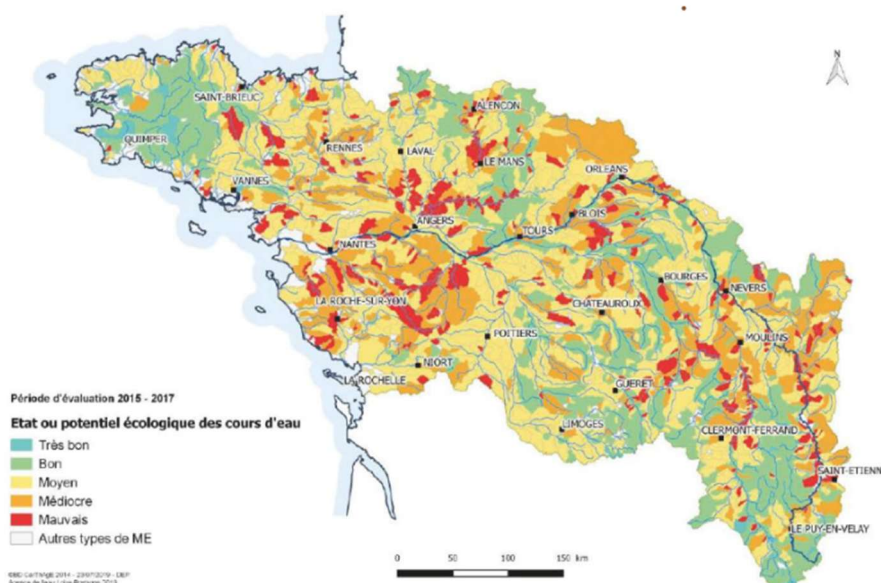 N
ALENCON
SAINT-BRIEUC
QUIMPER
RENNES
LAVAL
LE MANS
ORLEANS
VANNES
ANGERS
BLOIS
TOURS
NANTES
BOURGES
NEVERS
LA ROCHE-SUR-YON
CHATEAUROUX
MOULINS
POITIERS
NIORT
LA ROCHELLE
GUERET
LIMOGES
CLERMONT-FERRAND
SAINT-ETIENN
LE PUY-EN-VELAY
Période d'évaluation 2015 - 2017
Etat ou potentiel écologique des cours d'eau
Très bon
Bon
Moyen
Médiocre
Mauvais
Autres types de ME
0 50 100 150 km